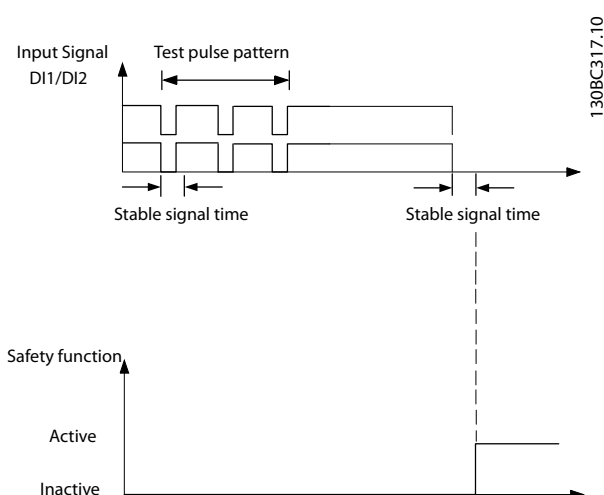 130BC317.10
Input Signal
DI1/DI2
Test pulse pattern
Stable signal time
Stable signal time
Safety function
Active
Inactive